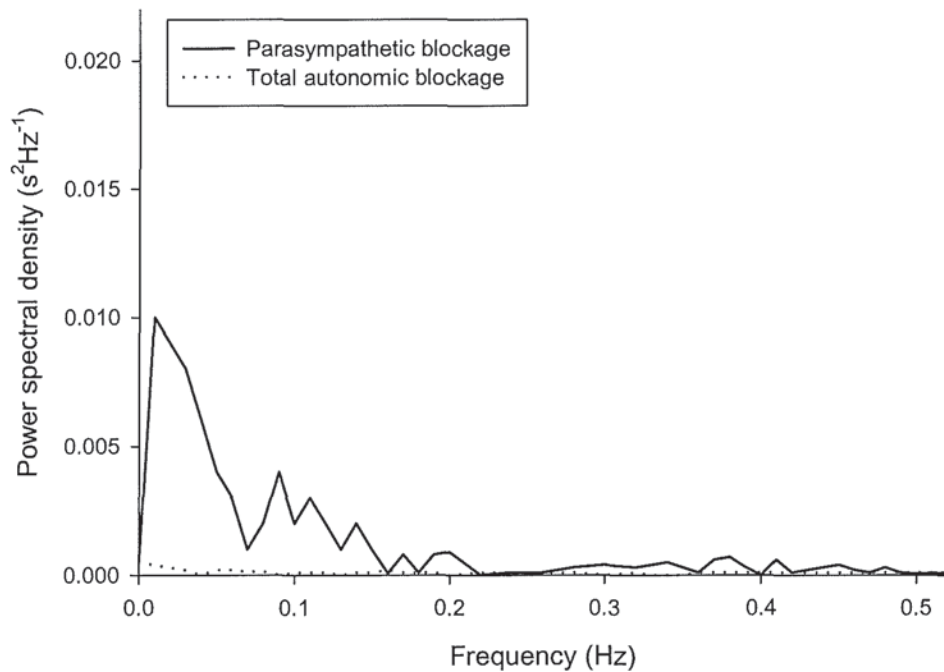 Parasympathetic blockage
Total autonomic blockage
Power spectral density (s²Hz⁻¹)
0.020
0.015
0.010
0.005
0.000
0.0 0.1 0.2 0.3 0.4 0.5
Frequency (Hz)